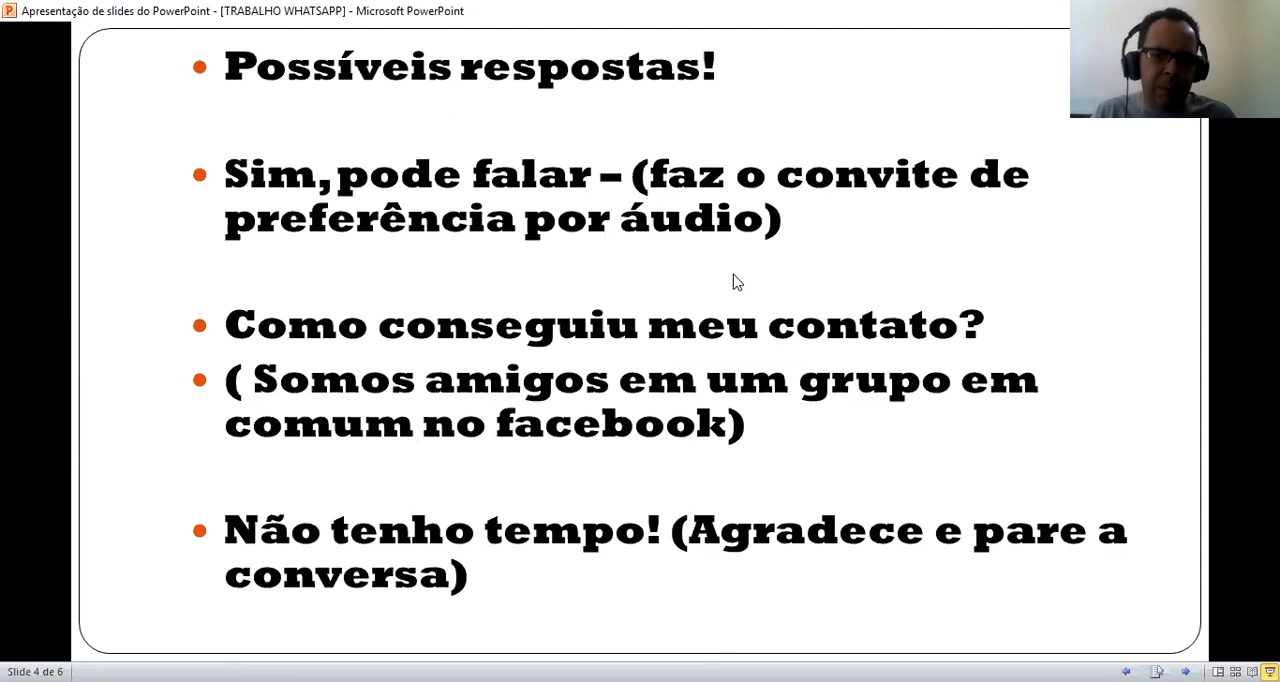 Apresentação de slides do PowerPoint - [TRABALHO WHATSAPP] - Microsoft PowerPoint
• Possíveis respostas!
• Sim, pode falar – (faz o convite de
preferência por áudio)
• Como conseguiu meu contato?
• ( Somos amigos em um grupo em
comum no facebook)
• Não tenho tempo! (Agradece e pare a
conversa)
Slide 4 de 6